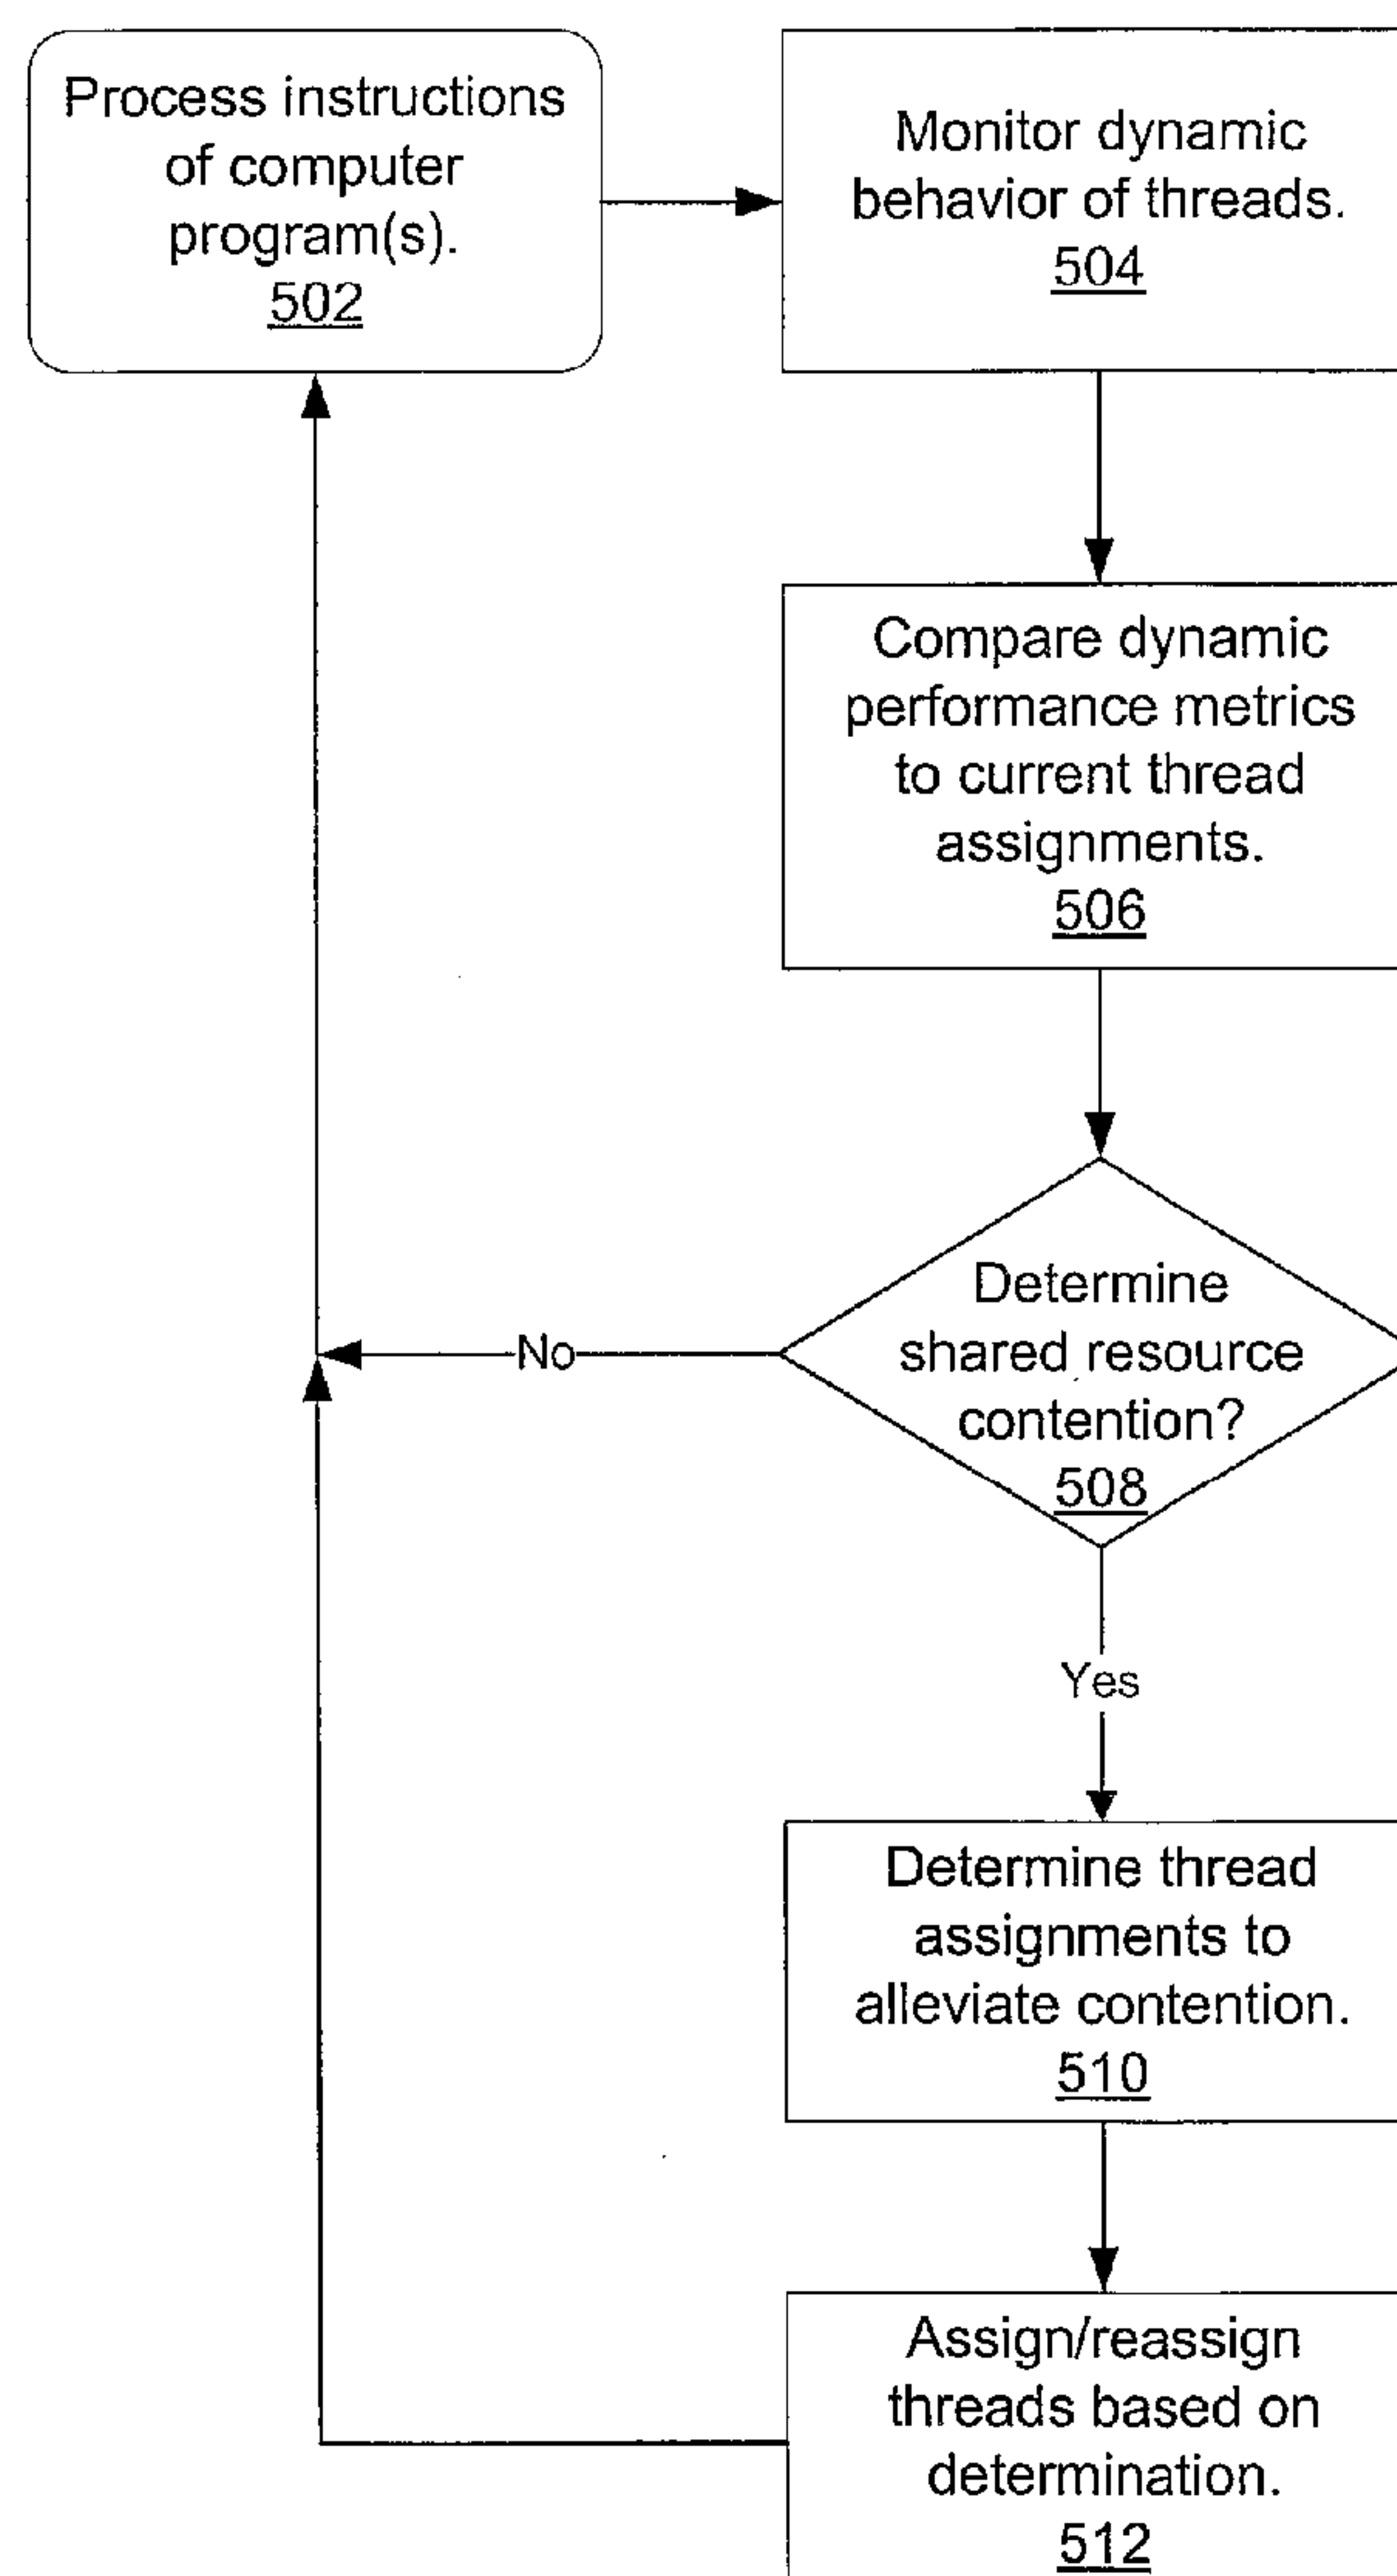 Process instructions
of computer
program(s).
502
Monitor dynamic
behavior of threads.
504
Compare dynamic
performance metrics
to current thread
assignments.
506
Determine
shared resource
contention?
508
No
Yes
Determine thread
assignments to
alleviate contention.
510
Assign/reassign
threads based on
determination.
512